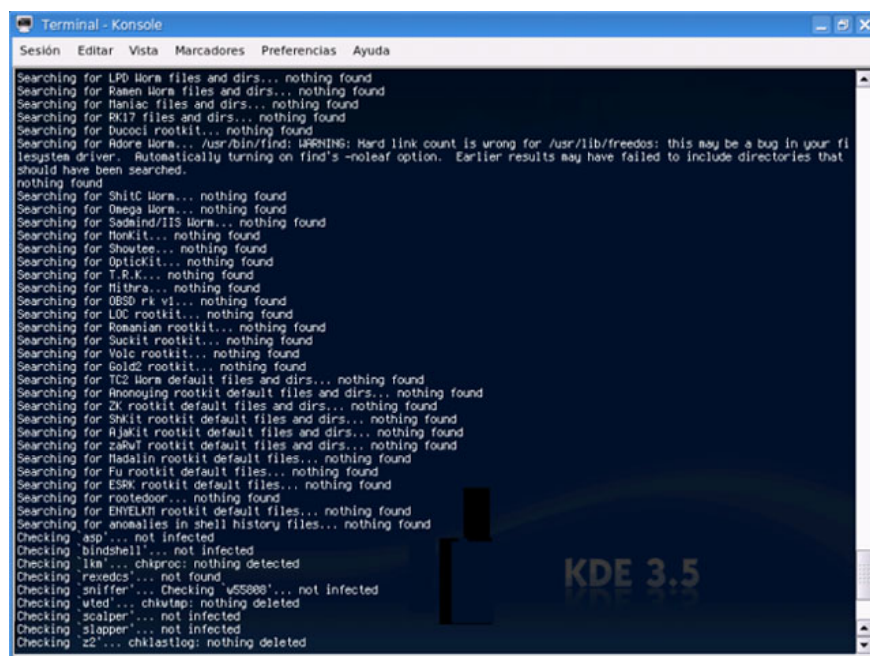 Terminal - Konsole
Sesión Editar Vista Marcadores Preferencias Ayuda
Searching for LPD Worm files and dirs... nothing found
Searching for Ramen Worm files and dirs... nothing found
Searching for Maniac files and dirs... nothing found
Searching for RK17 files and dirs... nothing found
Searching for Ducoci rootkit... nothing found
Searching for Adore Worm... /usr/bin/find: WARNING: Hard link count is wrong for /usr/lib/freedos: this may be a bug in your fi
lesystem driver.  Automatically turning on find's -noleaf option.  Earlier results may have failed to include directories that
should have been searched.
nothing found
Searching for ShitC Worm... nothing found
Searching for Omega Worm... nothing found
Searching for Sadmind/IIS Worm... nothing found
Searching for MonKit... nothing found
Searching for Showtee... nothing found
Searching for OpticKit... nothing found
Searching for T.R.K... nothing found
Searching for Mithra... nothing found
Searching for OBSD rk v1... nothing found
Searching for LOC rootkit... nothing found
Searching for Romanian rootkit... nothing found
Searching for Suckit rootkit... nothing found
Searching for Volc rootkit... nothing found
Searching for Gold2 rootkit... nothing found
Searching for TC2 Worm default files and dirs... nothing found
Searching for Anonoying rootkit default files and dirs... nothing found
Searching for ZK rootkit default files and dirs... nothing found
Searching for ShKit rootkit default files and dirs... nothing found
Searching for AjaKit rootkit default files and dirs... nothing found
Searching for zaRwT rootkit default files and dirs... nothing found
Searching for Madalin rootkit default files... nothing found
Searching for Fu rootkit default files... nothing found
Searching for ESRK rootkit default files... nothing found
Searching for rootedoor... nothing found
Searching for ENYELKM rootkit default files... nothing found
Searching for anomalies in shell history files... nothing found
Checking `asp'... not infected
Checking `bindshell'... not infected
Checking `lkm'... chkproc: nothing detected
Checking `rexedcs'... not found
Checking `sniffer'... Checking `w55808'... not infected
Checking `wted'... chkwtmp: nothing deleted
Checking `scalper'... not infected
Checking `slapper'... not infected
Checking `z2'... chklastlog: nothing deleted
KDE 3.5